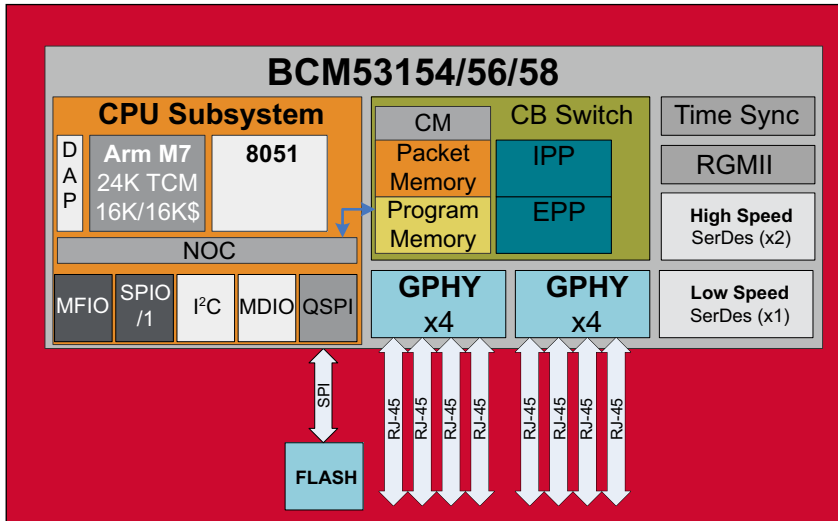 BCM53154/56/58
CPU Subsystem
D
A
P
Arm M7
24K TCM
16K/16K$
8051
NOC
MFIO
SPIO
/1
I²C
MDIO
QSPI
CM
Packet
Memory
Program
Memory
CB Switch
IPP
EPP
Time Sync
RGMII
High Speed
SerDes (x2)
Low Speed
SerDes (x1)
GPHY
x4
GPHY
x4
SPI
FLASH
RJ-45
RJ-45
RJ-45
RJ-45
RJ-45
RJ-45
RJ-45
RJ-45